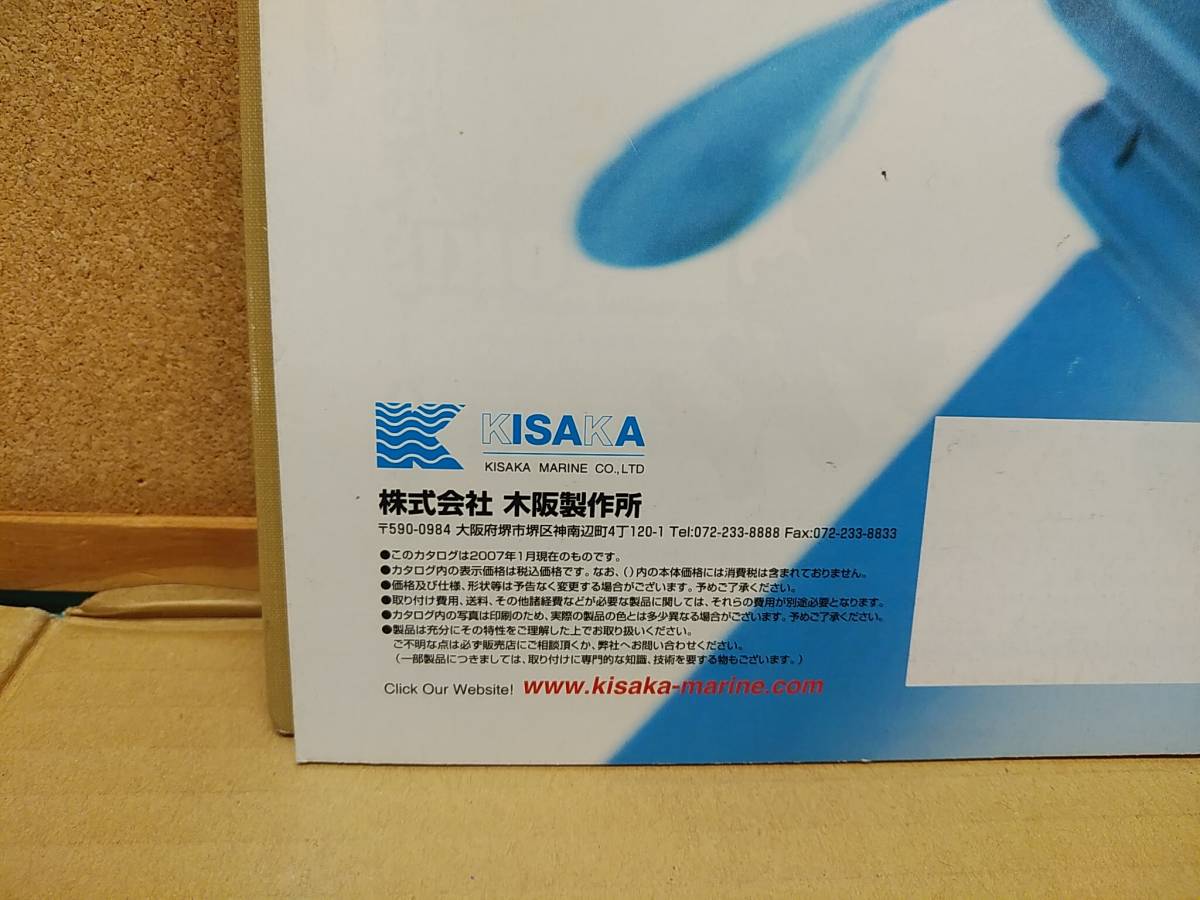 KISAKA
KISAKA MARINE CO.,LTD
株式会社 木阪製作所
〒590-0984 大阪府堺市堺区神南辺町4丁120-1 Tel:072-233-8888 Fax:072-233-8833
●このカタログは2007年1月現在のものです。
●カタログ内の表示価格は税込価格です。なお、( )内の本体価格には消費税は含まれておりません。
●価格及び仕様、形状等は予告なく変更する場合がございます。予めご了承ください。
●取り付け費用、送料、その他諸経費などが必要な製品に関しては、それらの費用が別途必要となります。
●カタログ内の写真は印刷のため、実際の製品の色とは多少異なる場合がございます。予めご了承ください。
●製品は充分にその特性をご理解した上でお取り扱いください。
ご不明な点は必ず販売店にご相談頂くか、弊社へお問い合わせください。
(一部製品につきましては、取り付けに専門的な知識、技術を要する物もございます。)
Click Our Website! www.kisaka-marine.com